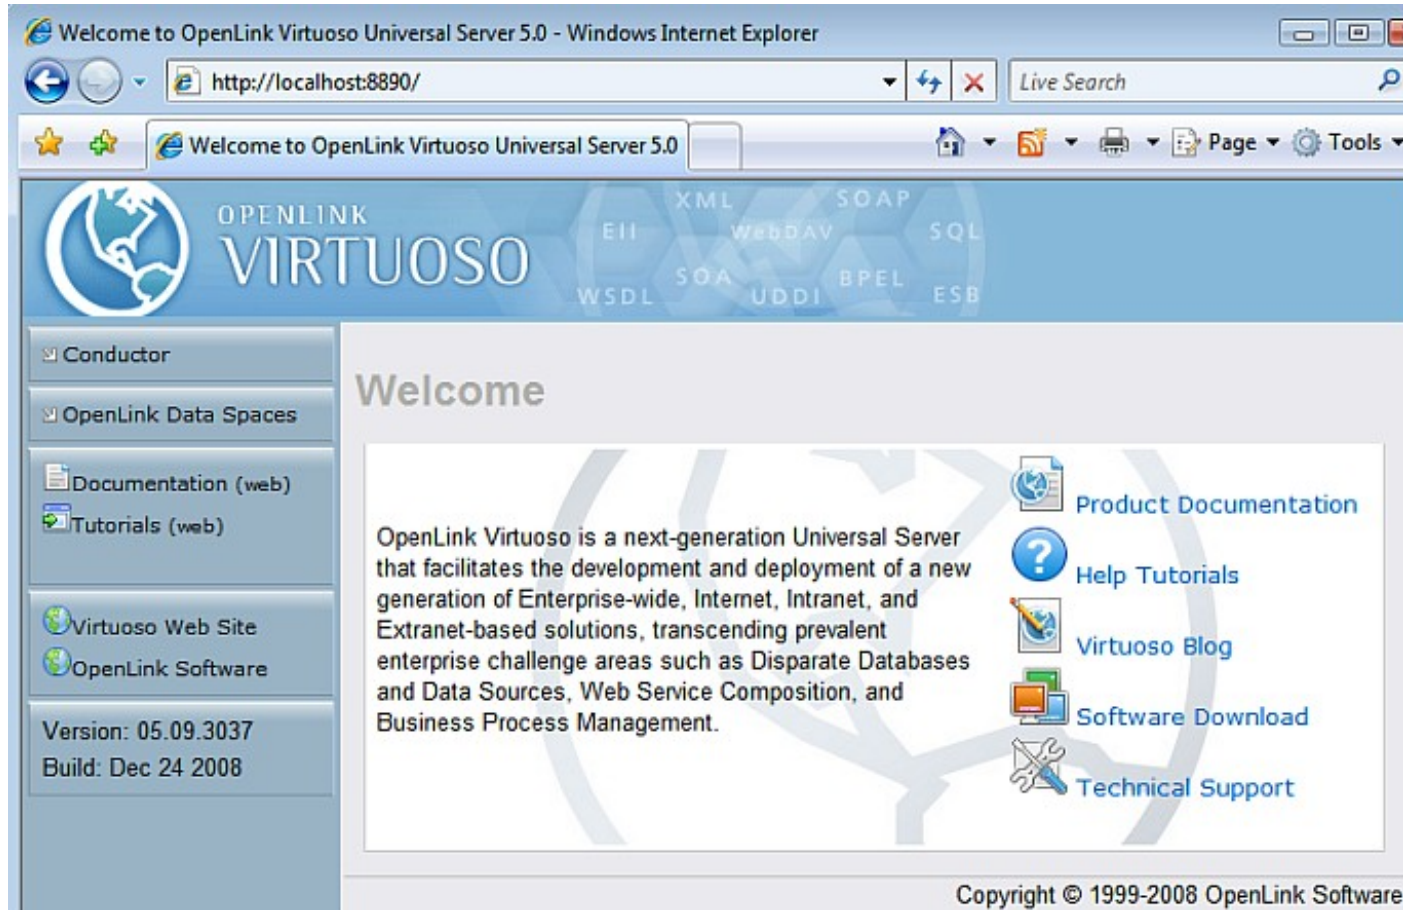 Welcome to OpenLink Virtuoso Universal Server 5.0 - Windows Internet Explorer
http://localhost:8890/
Live Search
Welcome to OpenLink Virtuoso Universal Server 5.0
Page
Tools
OPENLINK
VIRTUOSO
XML
SOAP
EII
WebDAV
SQL
SOA
BPEL
WSDL
UDDI
ESB
Conductor
OpenLink Data Spaces
Documentation (web)
Tutorials (web)
Virtuoso Web Site
OpenLink Software
Version: 05.09.3037
Build: Dec 24 2008
Welcome
OpenLink Virtuoso is a next-generation Universal Server
that facilitates the development and deployment of a new
generation of Enterprise-wide, Internet, Intranet, and
Extranet-based solutions, transcending prevalent
enterprise challenge areas such as Disparate Databases
and Data Sources, Web Service Composition, and
Business Process Management.
Product Documentation
Help Tutorials
Virtuoso Blog
Software Download
Technical Support
Copyright © 1999-2008 OpenLink Software